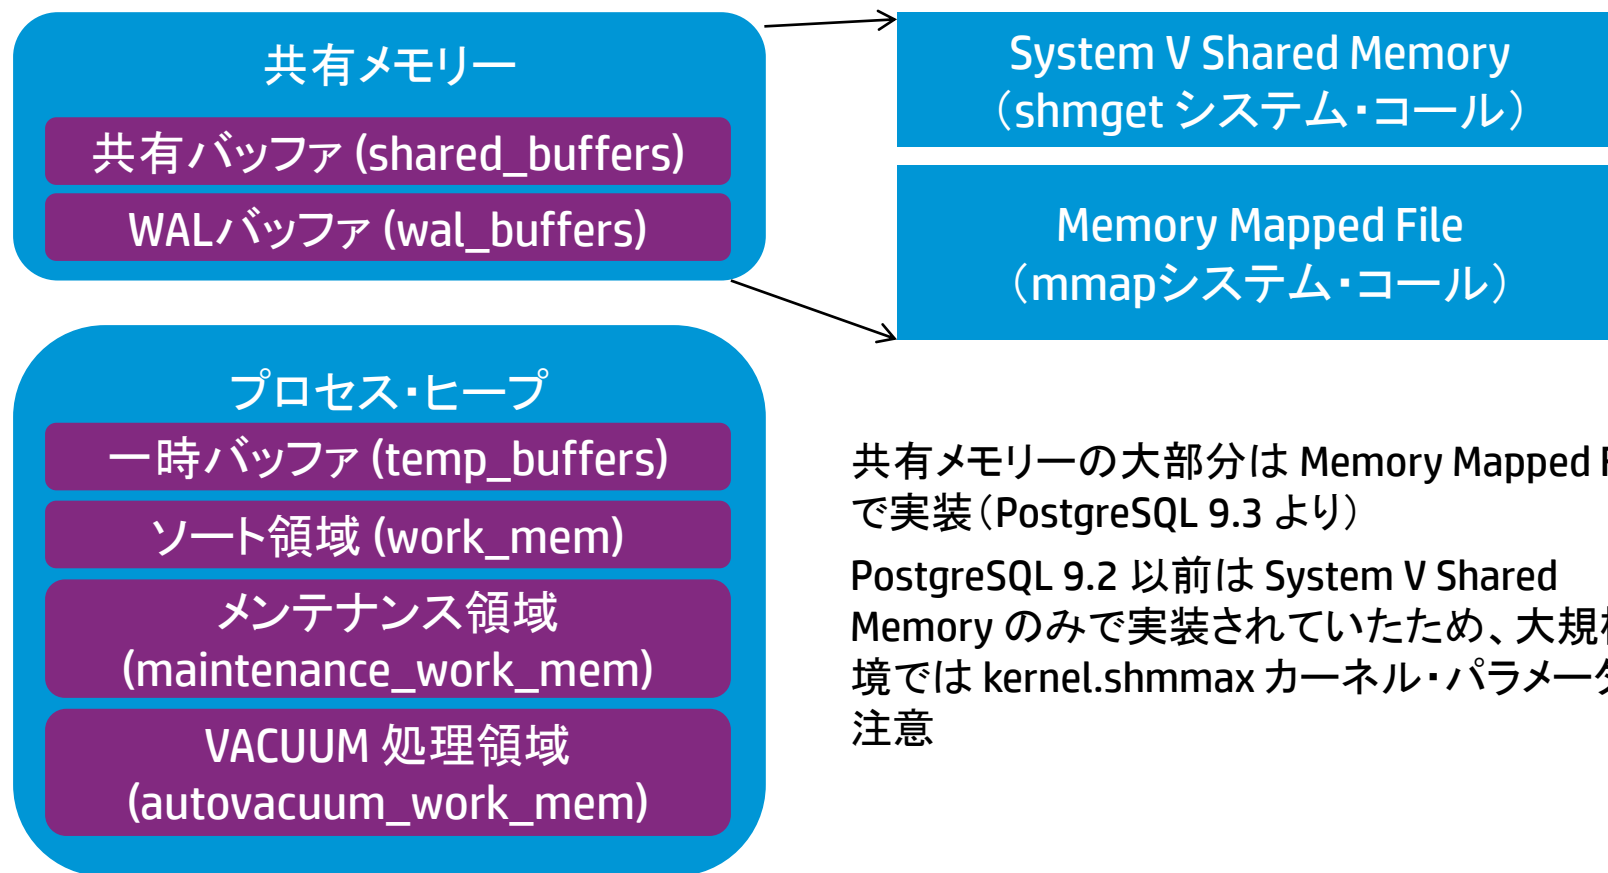 共有メモリー
共有バッファ (shared_buffers)
WALバッファ (wal_buffers)
System V Shared Memory
（shmget システム・コール）
Memory Mapped File
（mmapシステム・コール）
プロセス・ヒープ
一時バッファ (temp_buffers)
ソート領域 (work_mem)
メンテナンス領域
(maintenance_work_mem)
VACUUM 処理領域
(autovacuum_work_mem)
共有メモリーの大部分は Memory Mapped
で実装（PostgreSQL 9.3 より）
PostgreSQL 9.2 以前は System V Shared
Memory のみで実装されていたため、大規
境では kernel.shmmax カーネル・パラメー
注意